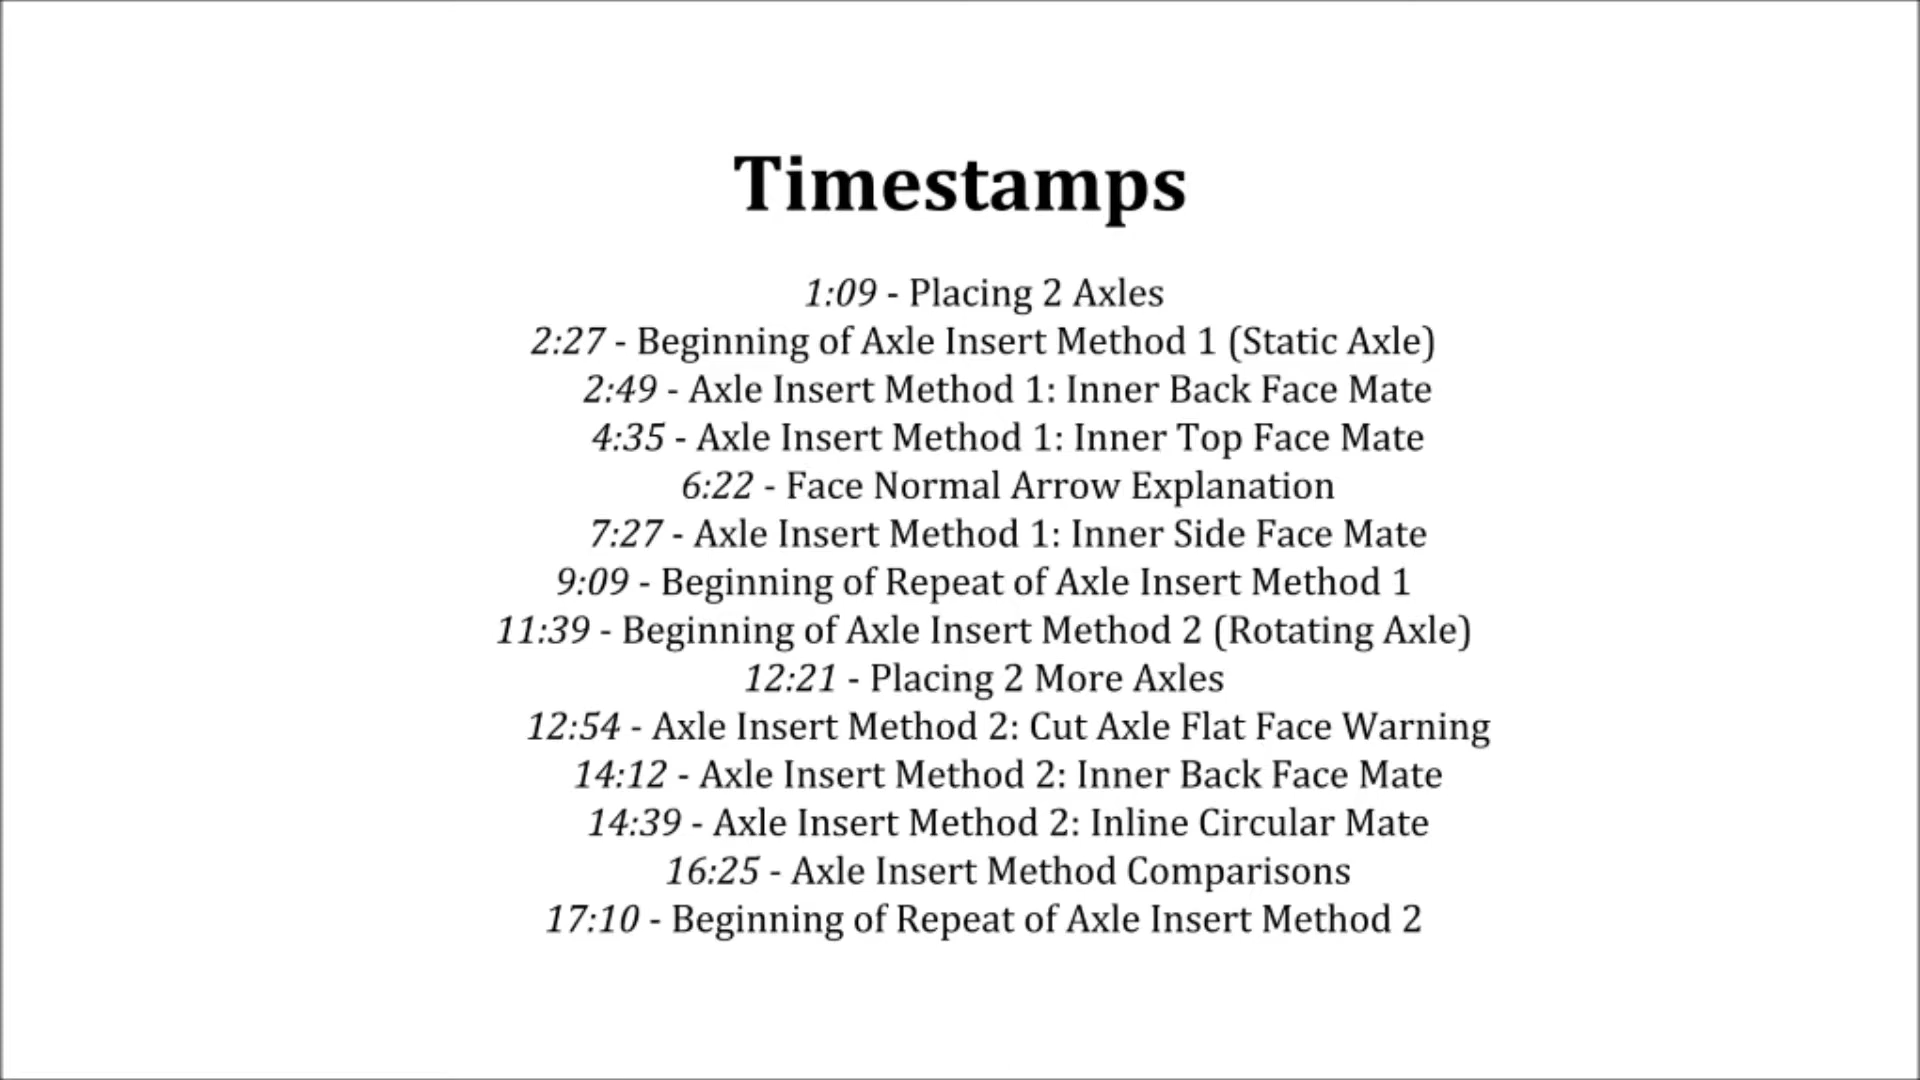 Timestamps
1:09 - Placing 2 Axles
2:27 - Beginning of Axle Insert Method 1 (Static Axle)
2:49 - Axle Insert Method 1: Inner Back Face Mate
4:35 - Axle Insert Method 1: Inner Top Face Mate
6:22 - Face Normal Arrow Explanation
7:27 - Axle Insert Method 1: Inner Side Face Mate
9:09 - Beginning of Repeat of Axle Insert Method 1
11:39 - Beginning of Axle Insert Method 2 (Rotating Axle)
12:21 - Placing 2 More Axles
12:54 - Axle Insert Method 2: Cut Axle Flat Face Warning
14:12 - Axle Insert Method 2: Inner Back Face Mate
14:39 - Axle Insert Method 2: Inline Circular Mate
16:25 - Axle Insert Method Comparisons
17:10 - Beginning of Repeat of Axle Insert Method 2